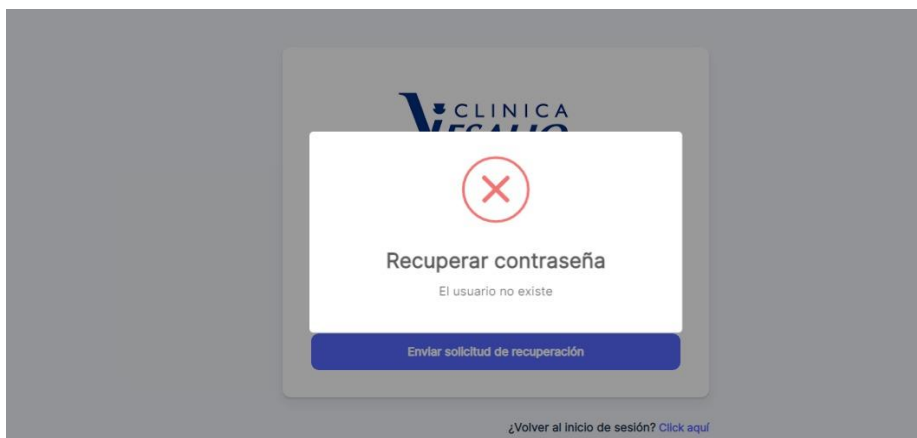 CLINICA
Recuperar contraseña
El usuario no existe
Enviar solicitud de recuperación
¿Volver al inicio de sesión? Click aquí